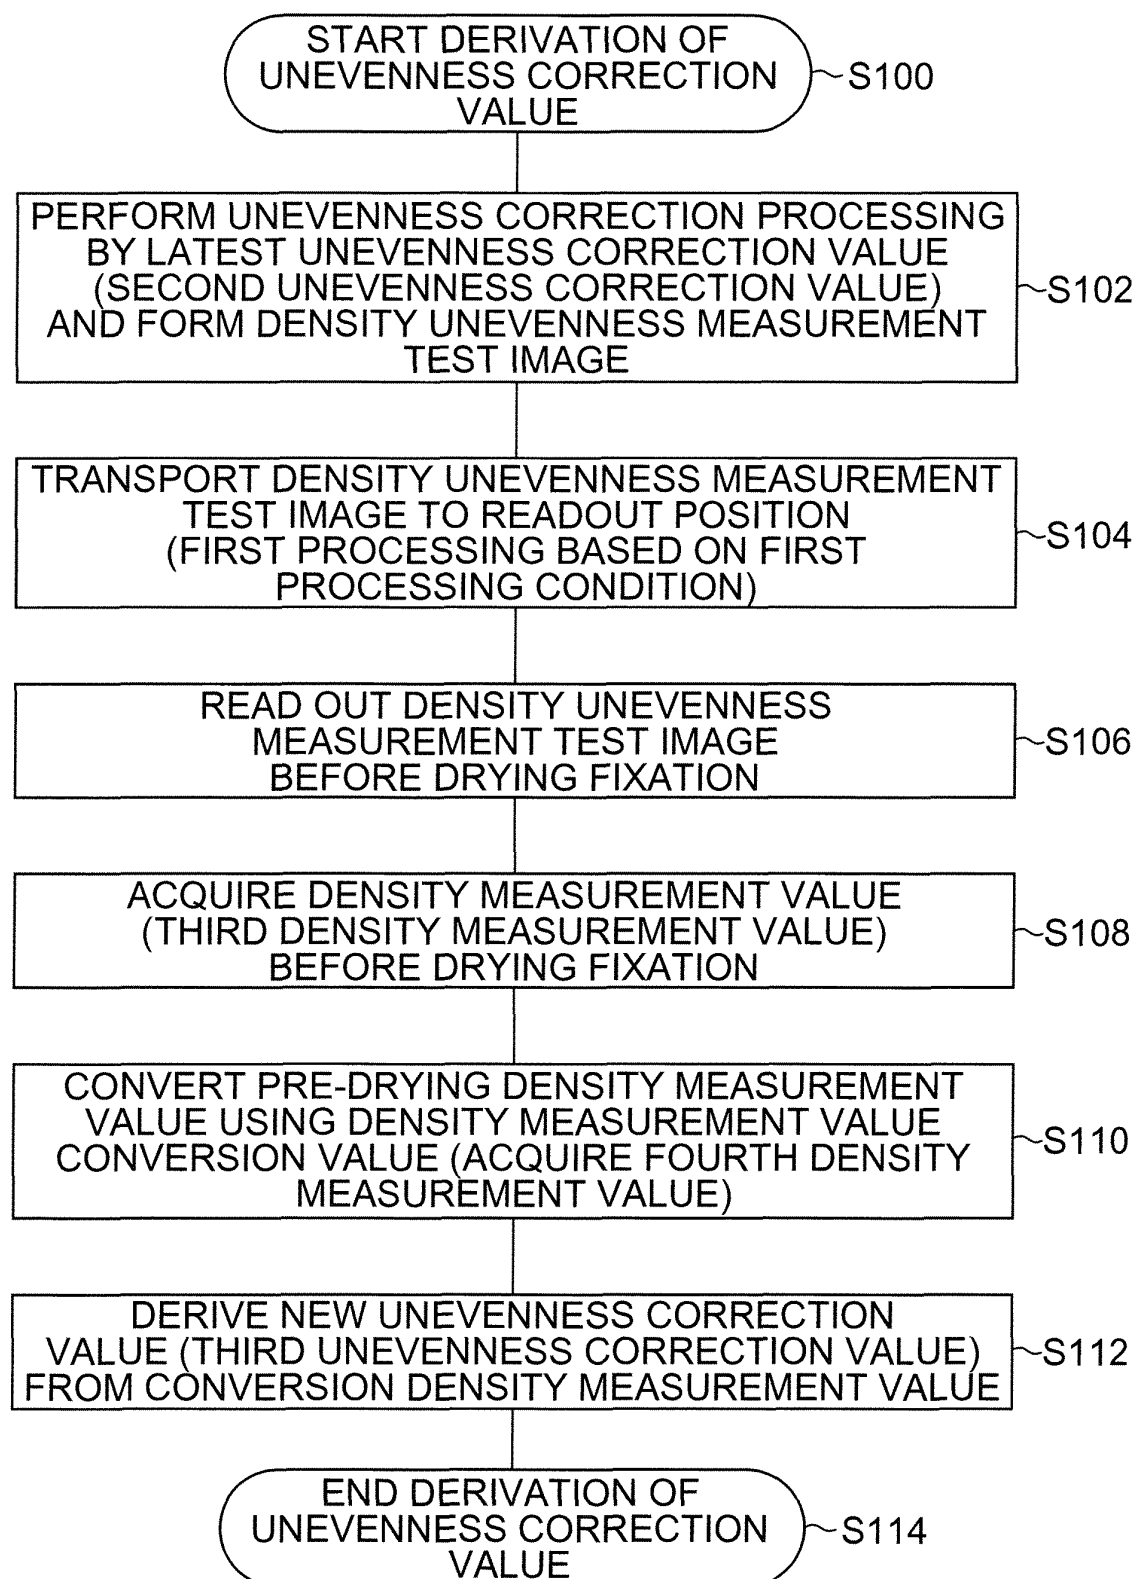 START DERIVATION OF
UNEVENNESS CORRECTION
VALUE
S100
PERFORM UNEVENNESS CORRECTION PROCESSING
BY LATEST UNEVENNESS CORRECTION VALUE
(SECOND UNEVENNESS CORRECTION VALUE)
AND FORM DENSITY UNEVENNESS MEASUREMENT
TEST IMAGE
S102
TRANSPORT DENSITY UNEVENNESS MEASUREMENT
TEST IMAGE TO READOUT POSITION
(FIRST PROCESSING BASED ON FIRST
PROCESSING CONDITION)
S104
READ OUT DENSITY UNEVENNESS
MEASUREMENT TEST IMAGE
BEFORE DRYING FIXATION
S106
ACQUIRE DENSITY MEASUREMENT VALUE
(THIRD DENSITY MEASUREMENT VALUE)
BEFORE DRYING FIXATION
S108
CONVERT PRE-DRYING DENSITY MEASUREMENT
VALUE USING DENSITY MEASUREMENT VALUE
CONVERSION VALUE (ACQUIRE FOURTH DENSITY
MEASUREMENT VALUE)
S110
DERIVE NEW UNEVENNESS CORRECTION
VALUE (THIRD UNEVENNESS CORRECTION VALUE)
FROM CONVERSION DENSITY MEASUREMENT VALUE
S112
END DERIVATION OF
UNEVENNESS CORRECTION
VALUE
S114